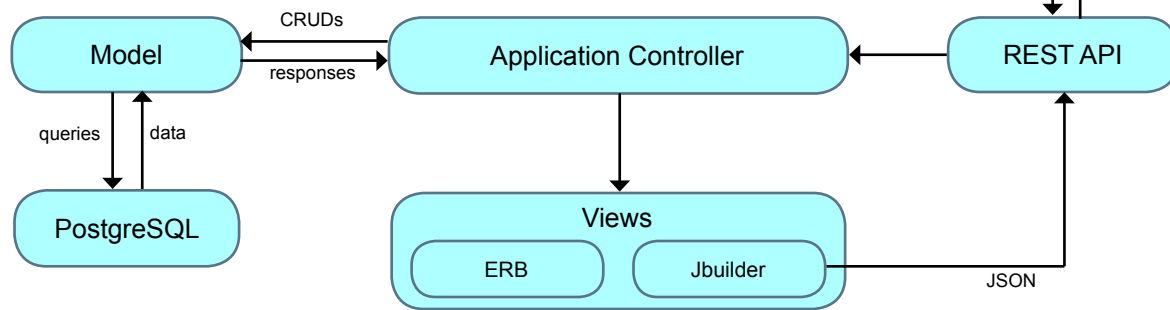 CRUDs
Model
Application Controller
REST API
responses
queries
data
PostgreSQL
Views
ERB
Jbuilder
JSON